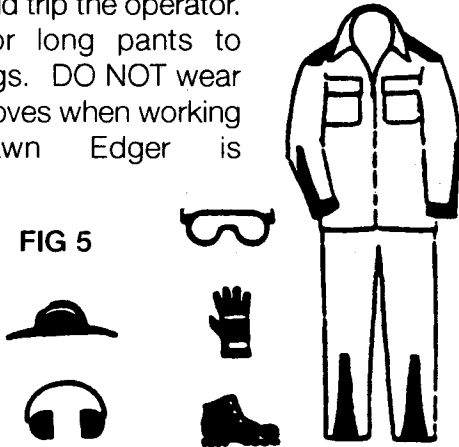 d trip the operator.
or long pants to
gs. DO NOT wear
oves when working
wn Edger is
FIG 5